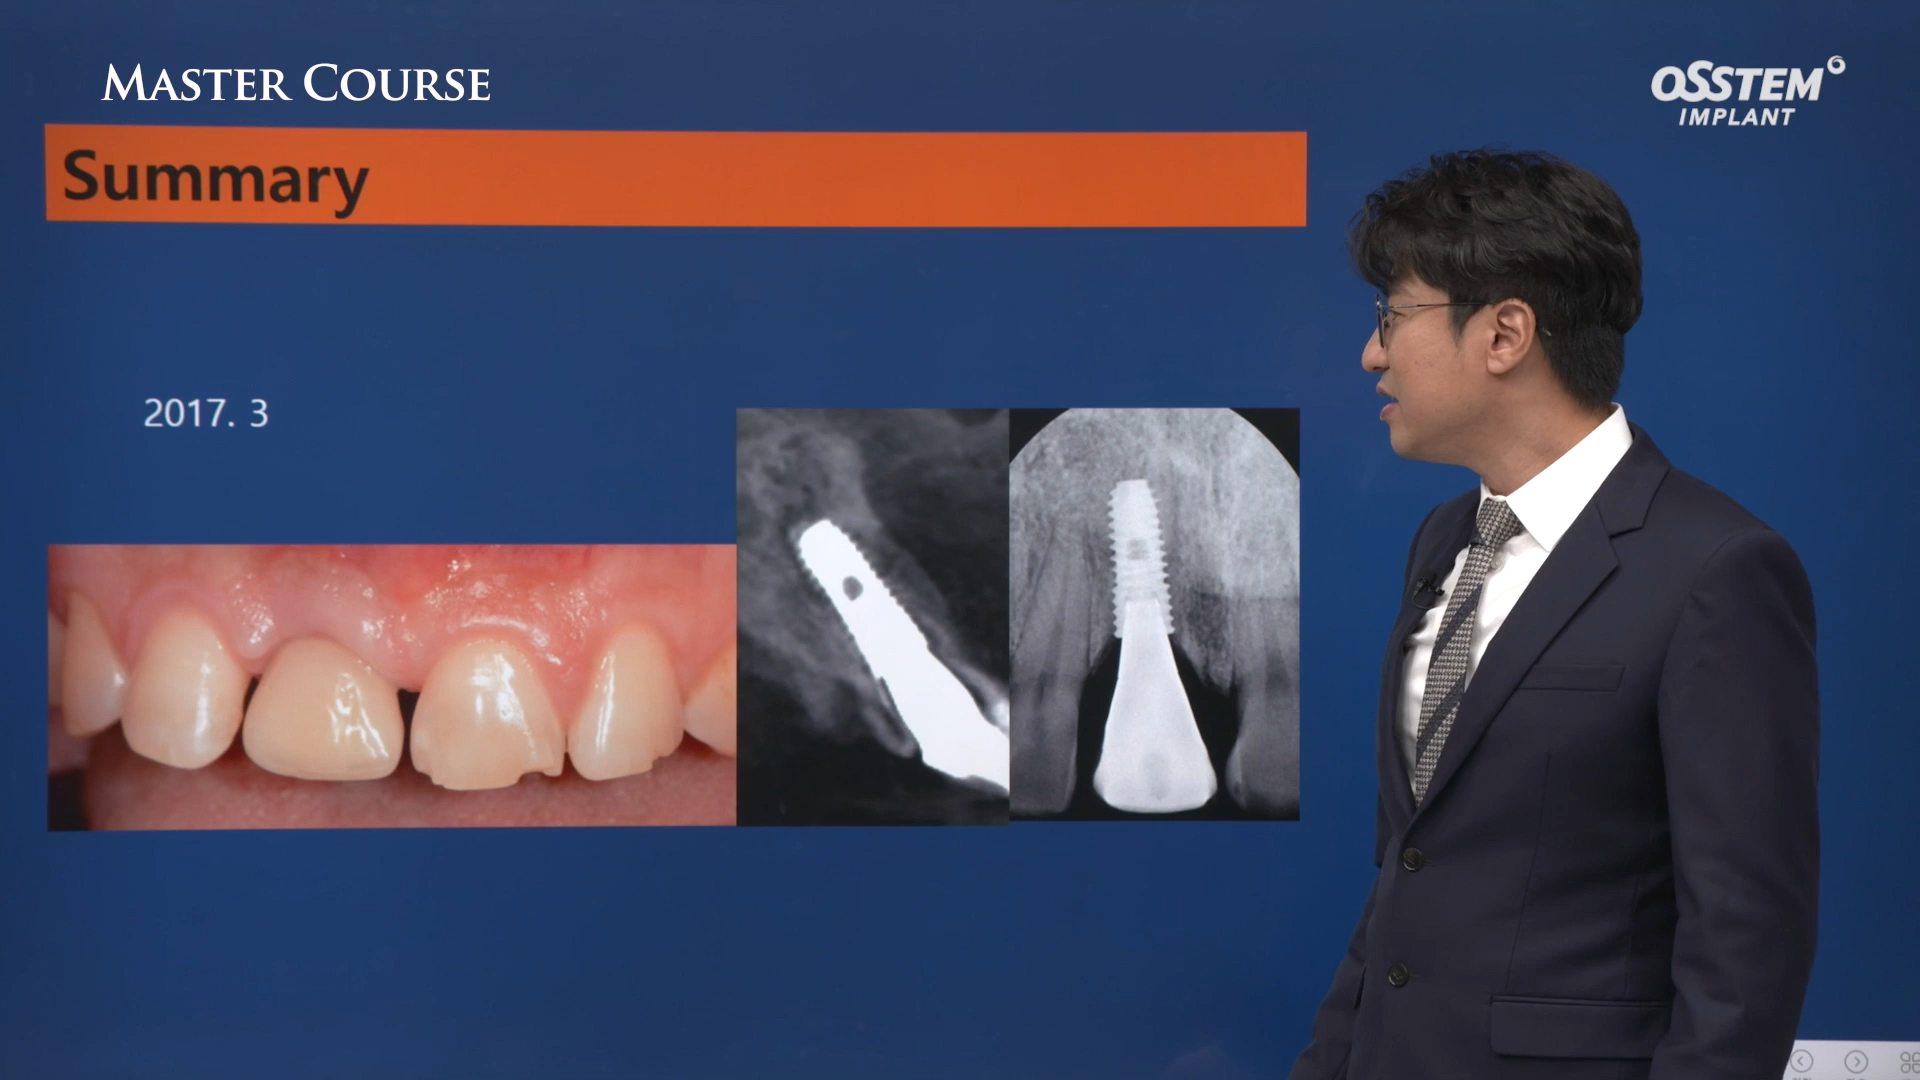 MASTER COURSE
OSSTEM
IMPLANT
Summary
2017. 3